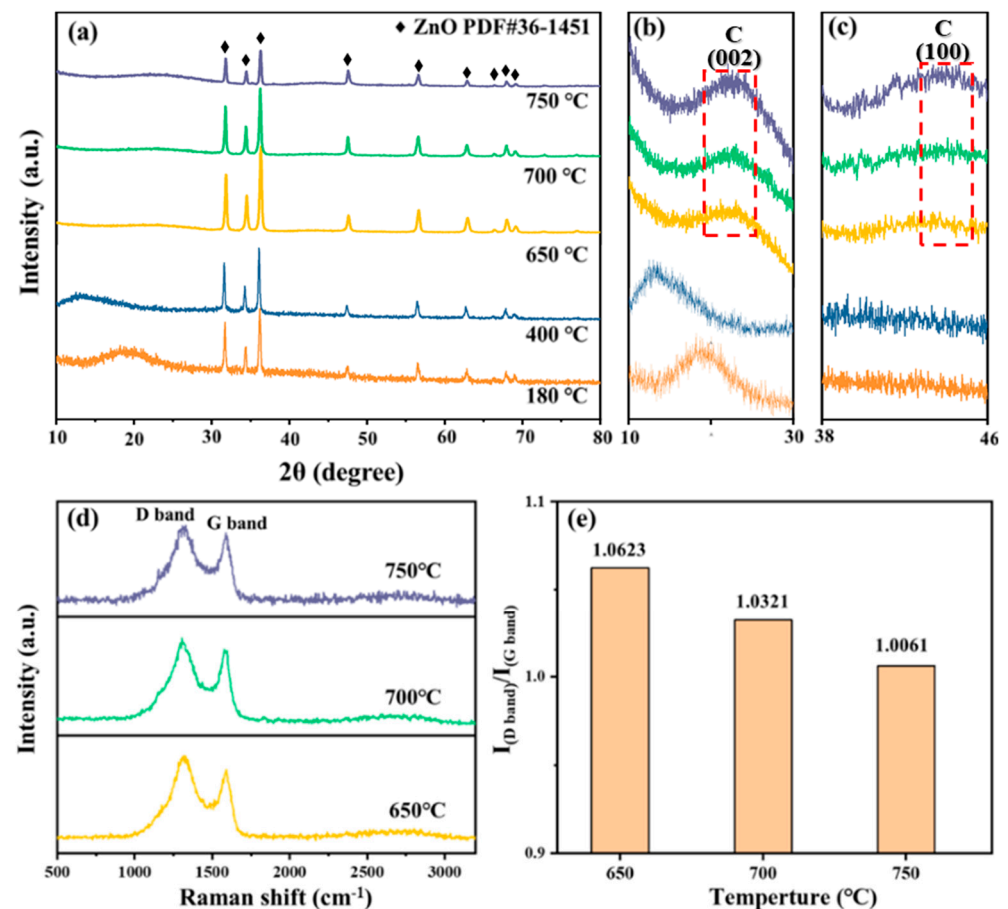 (a)
◆ ZnO PDF#36-1451
750 °C
700 °C
650 °C
400 °C
180 °C
Intensity (a.u.)
10 20 30 40 50 60 70 80
2θ (degree)
(b)
C
(002)
10 30
(c)
C
(100)
38 46
(d)
D band
G band
750°C
700°C
650°C
Intensity (a.u.)
500 1000 1500 2000 2500 3000
Raman shift (cm⁻¹)
(e)
1.0623
1.0321
1.0061
I(D band)/I(G band)
1.1
1.0
0.9
650 700 750
Temperture (°C)